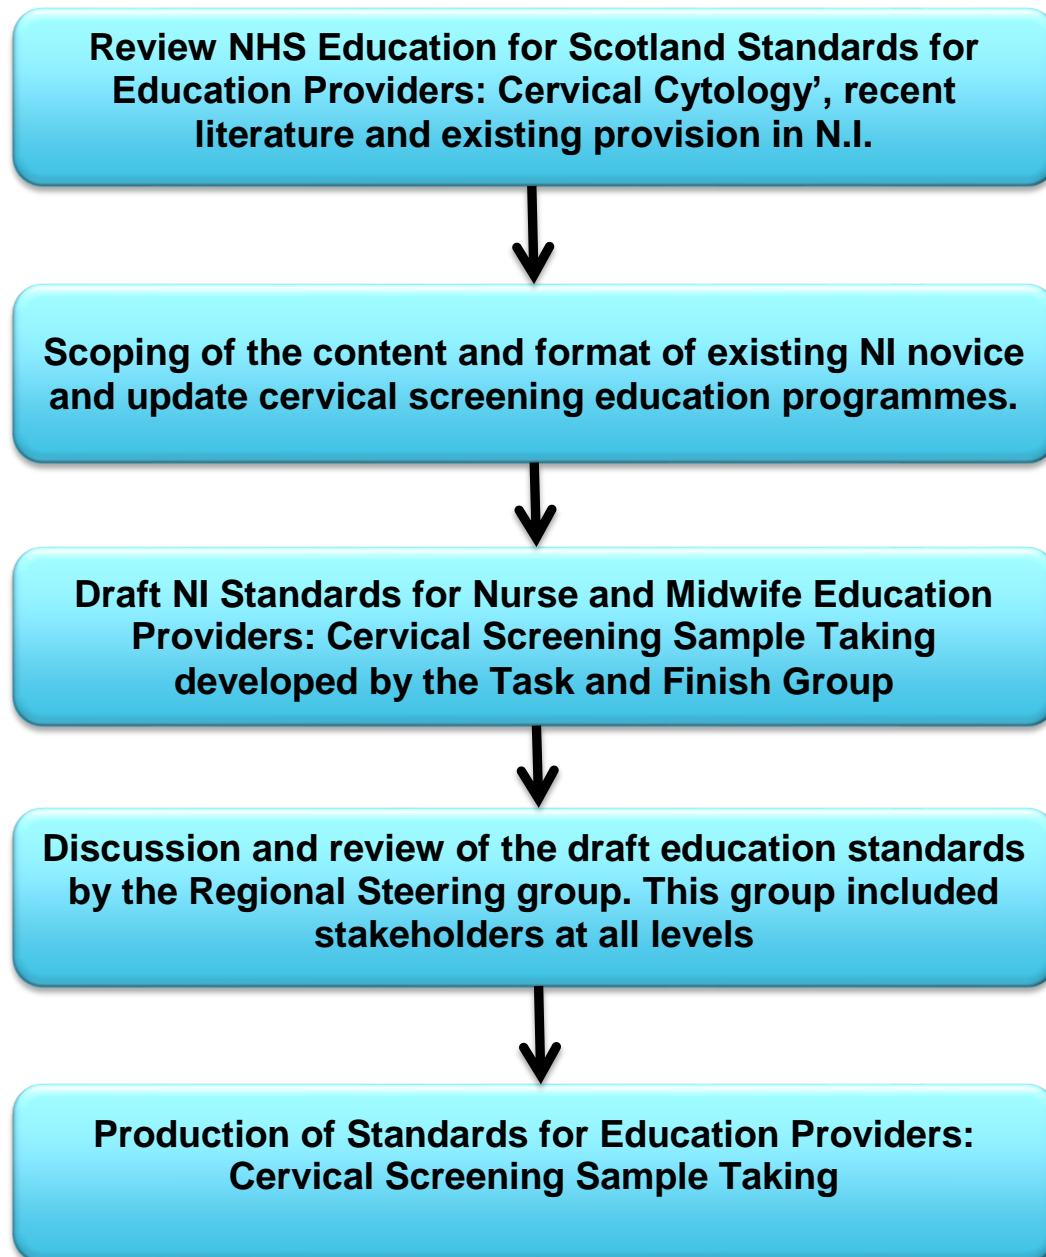 Review NHS Education for Scotland Standards for
Education Providers: Cervical Cytology’, recent
literature and existing provision in N.I.
Scoping of the content and format of existing NI novice
and update cervical screening education programmes.
Draft NI Standards for Nurse and Midwife Education
Providers: Cervical Screening Sample Taking
developed by the Task and Finish Group
Discussion and review of the draft education standards
by the Regional Steering group. This group included
stakeholders at all levels
Production of Standards for Education Providers:
Cervical Screening Sample Taking